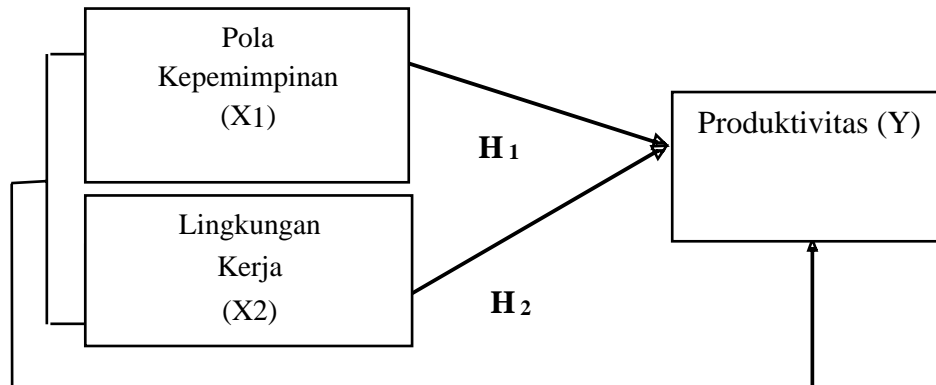 Pola
Kepemimpinan
(X1)
Produktivitas (Y)
H 1
Lingkungan
Kerja
(X2)
H 2